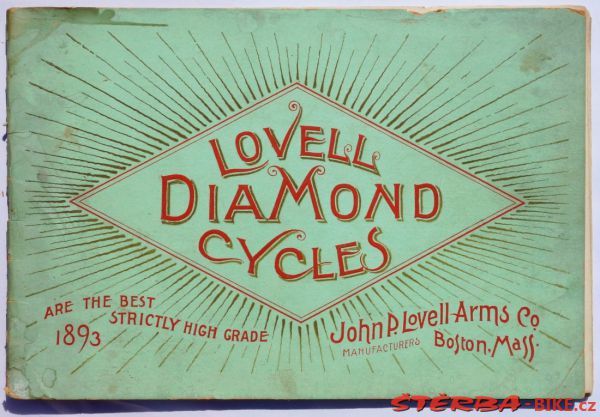 LOVELL
DIAMOND
CYCLES
ARE THE BEST
STRICTLY HIGH GRADE
1893
John P. Lovell Arms Co.
MANUFACTURERS
Boston. Mass.
ŠTĚRBA-BIKE.cz